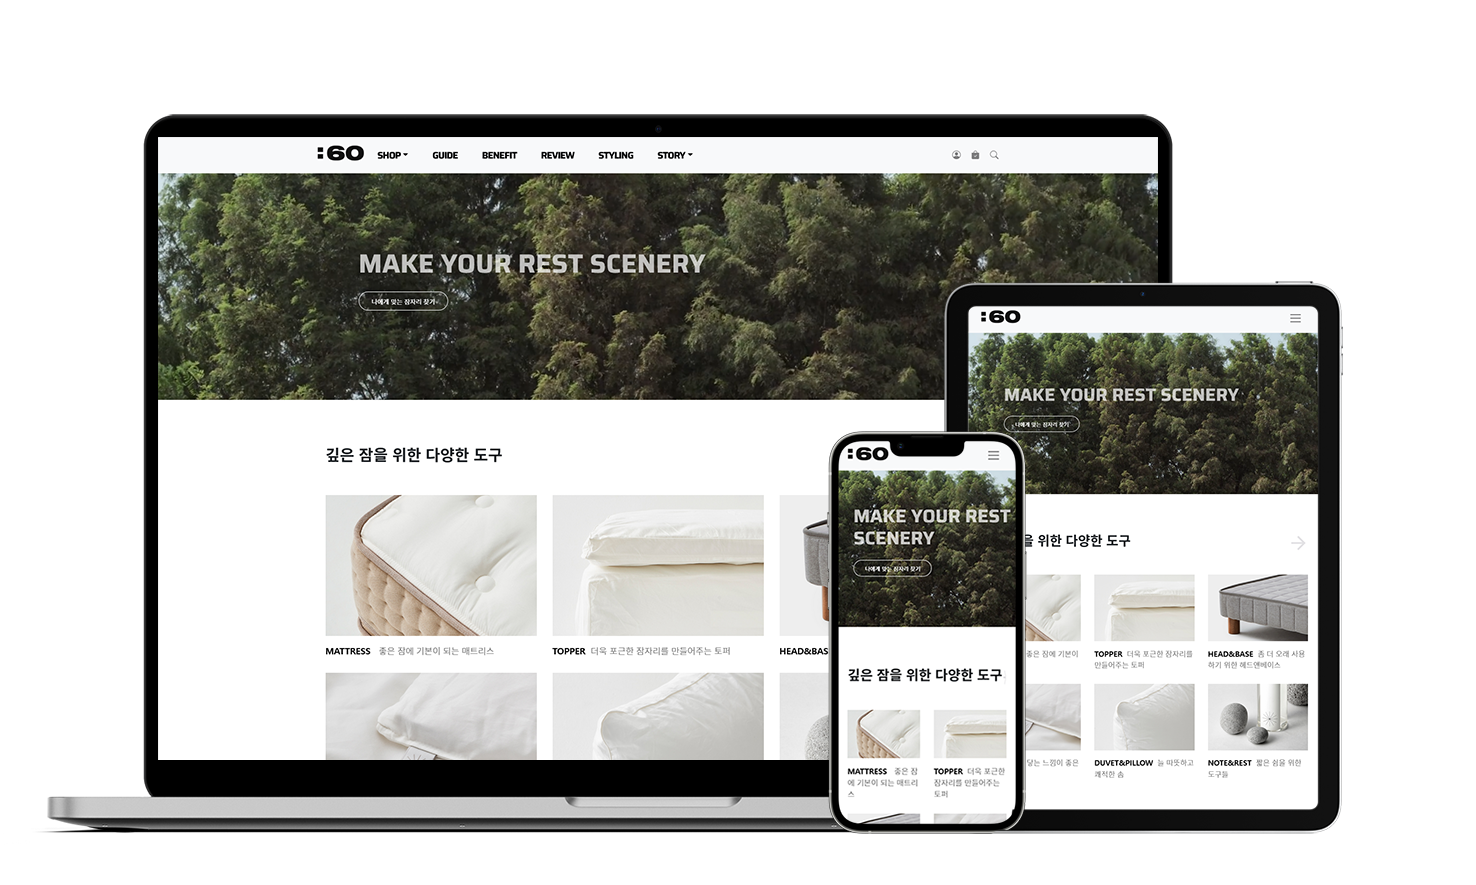 :60 SHOP GUIDE BENEFIT REVIEW STYLING STORY
MAKE YOUR REST SCENERY
나에게 맞는 잠자리 찾기
깊은 잠을 위한 다양한 도구
MATTRESS 좋은 잠에 기본이 되는 매트리스
TOPPER 더욱 포근한 잠자리를 만들어주는 토퍼
HEAD&BAS
:60
MAKE YOUR REST
SCENERY
나에게 맞는 잠자리 찾기
깊은 잠을 위한 다양한 도구
MATTRESS 좋은 잠
에 기본이 되는 매트리
스
TOPPER 더욱 포근한
잠자리를 만들어주는
토퍼
:60
MAKE YOUR REST SCENERY
나에게 맞는 잠자리 찾기
을 위한 다양한 도구
좋은 잠에 기본이
TOPPER 더욱 포근한 잠자리를
만들어주는 토퍼
HEAD&BASE 좀 더 오래 사용
하기 위한 헤드앤베이스
닿는 느낌이 좋은
DUVET&PILLOW 늘 따뜻하고
쾌적한 솜
NOTE&REST 짧은 쉼을 위한
도구들